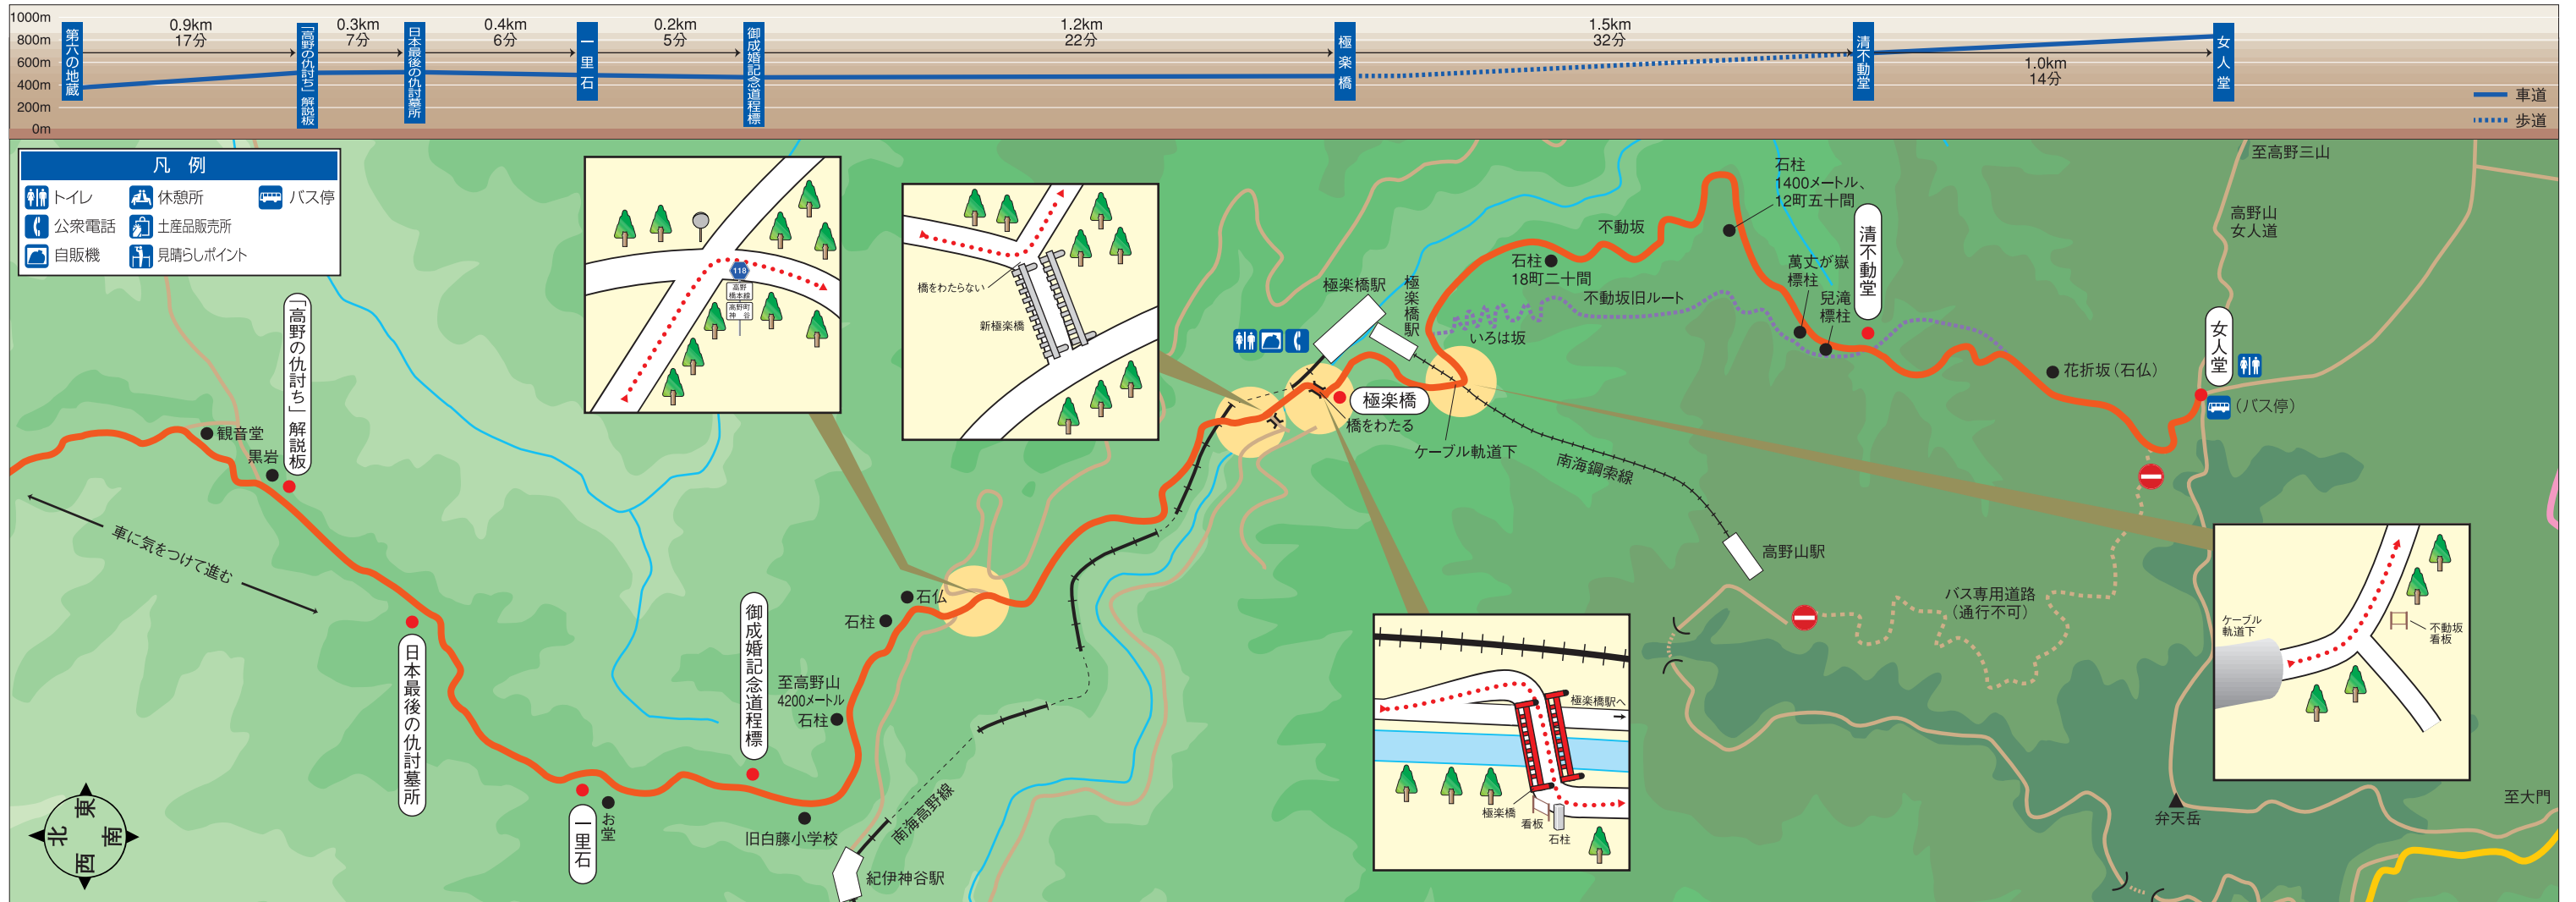 1000m
800m
600m
400m
200m
0m
第六の地蔵
0.9km
17分
「高野の仇討ち」解説板
0.3km
7分
日本最後の仇討墓所
0.4km
6分
一里石
0.2km
5分
御成婚記念道程標
1.2km
22分
極楽橋
1.5km
32分
清不動堂
1.0km
14分
女人堂
車道
歩道
凡 例
トイレ
休憩所
バス停
公衆電話
土産品販売所
自販機
見晴らしポイント
118
高野
橋本線
高野町
神 谷
橋をわたらない
新極楽橋
「高野の仇討ち」解説板
観音堂
黒岩
車に気をつけて進む
日本最後の仇討墓所
一里石
お堂
御成婚記念道程標
至高野山
4200メートル
石柱
旧白藤小学校
石柱
石仏
南海高野線
紀伊神谷駅
極楽橋駅
極楽橋駅
極楽橋
橋をわたる
ケーブル軌道下
いろは坂
不動坂旧ルート
石柱
18町二十間
不動坂
石柱
1400メートル、
12町五十間
萬丈が嶽
標柱
兒滝
標柱
清不動堂
花折坂（石仏）
女人堂
（バス停）
高野山
女人道
至高野三山
南海鋼索線
高野山駅
バス専用道路
（通行不可）
極楽橋駅へ
極楽橋
看板
石柱
ケーブル
軌道下
不動坂
看板
弁天岳
至大門
東
北
南
西